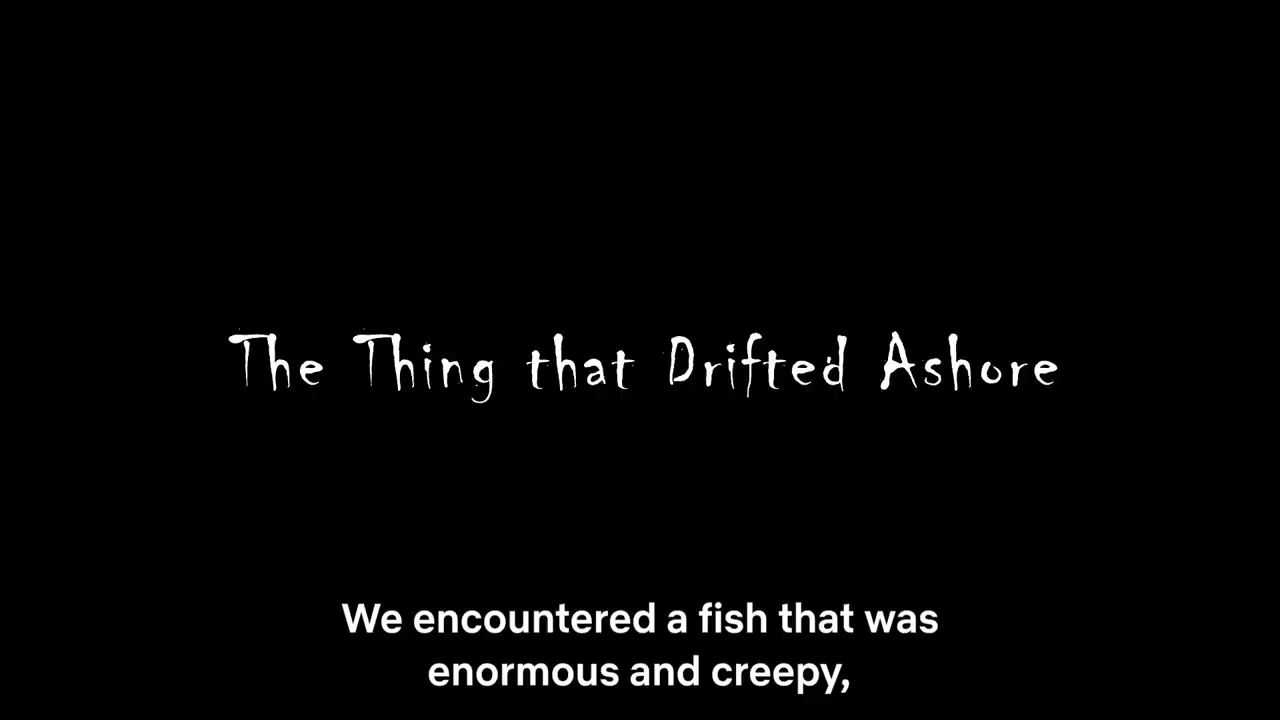 The Thing that Drifted Ashore
We encountered a fish that was
enormous and creepy,